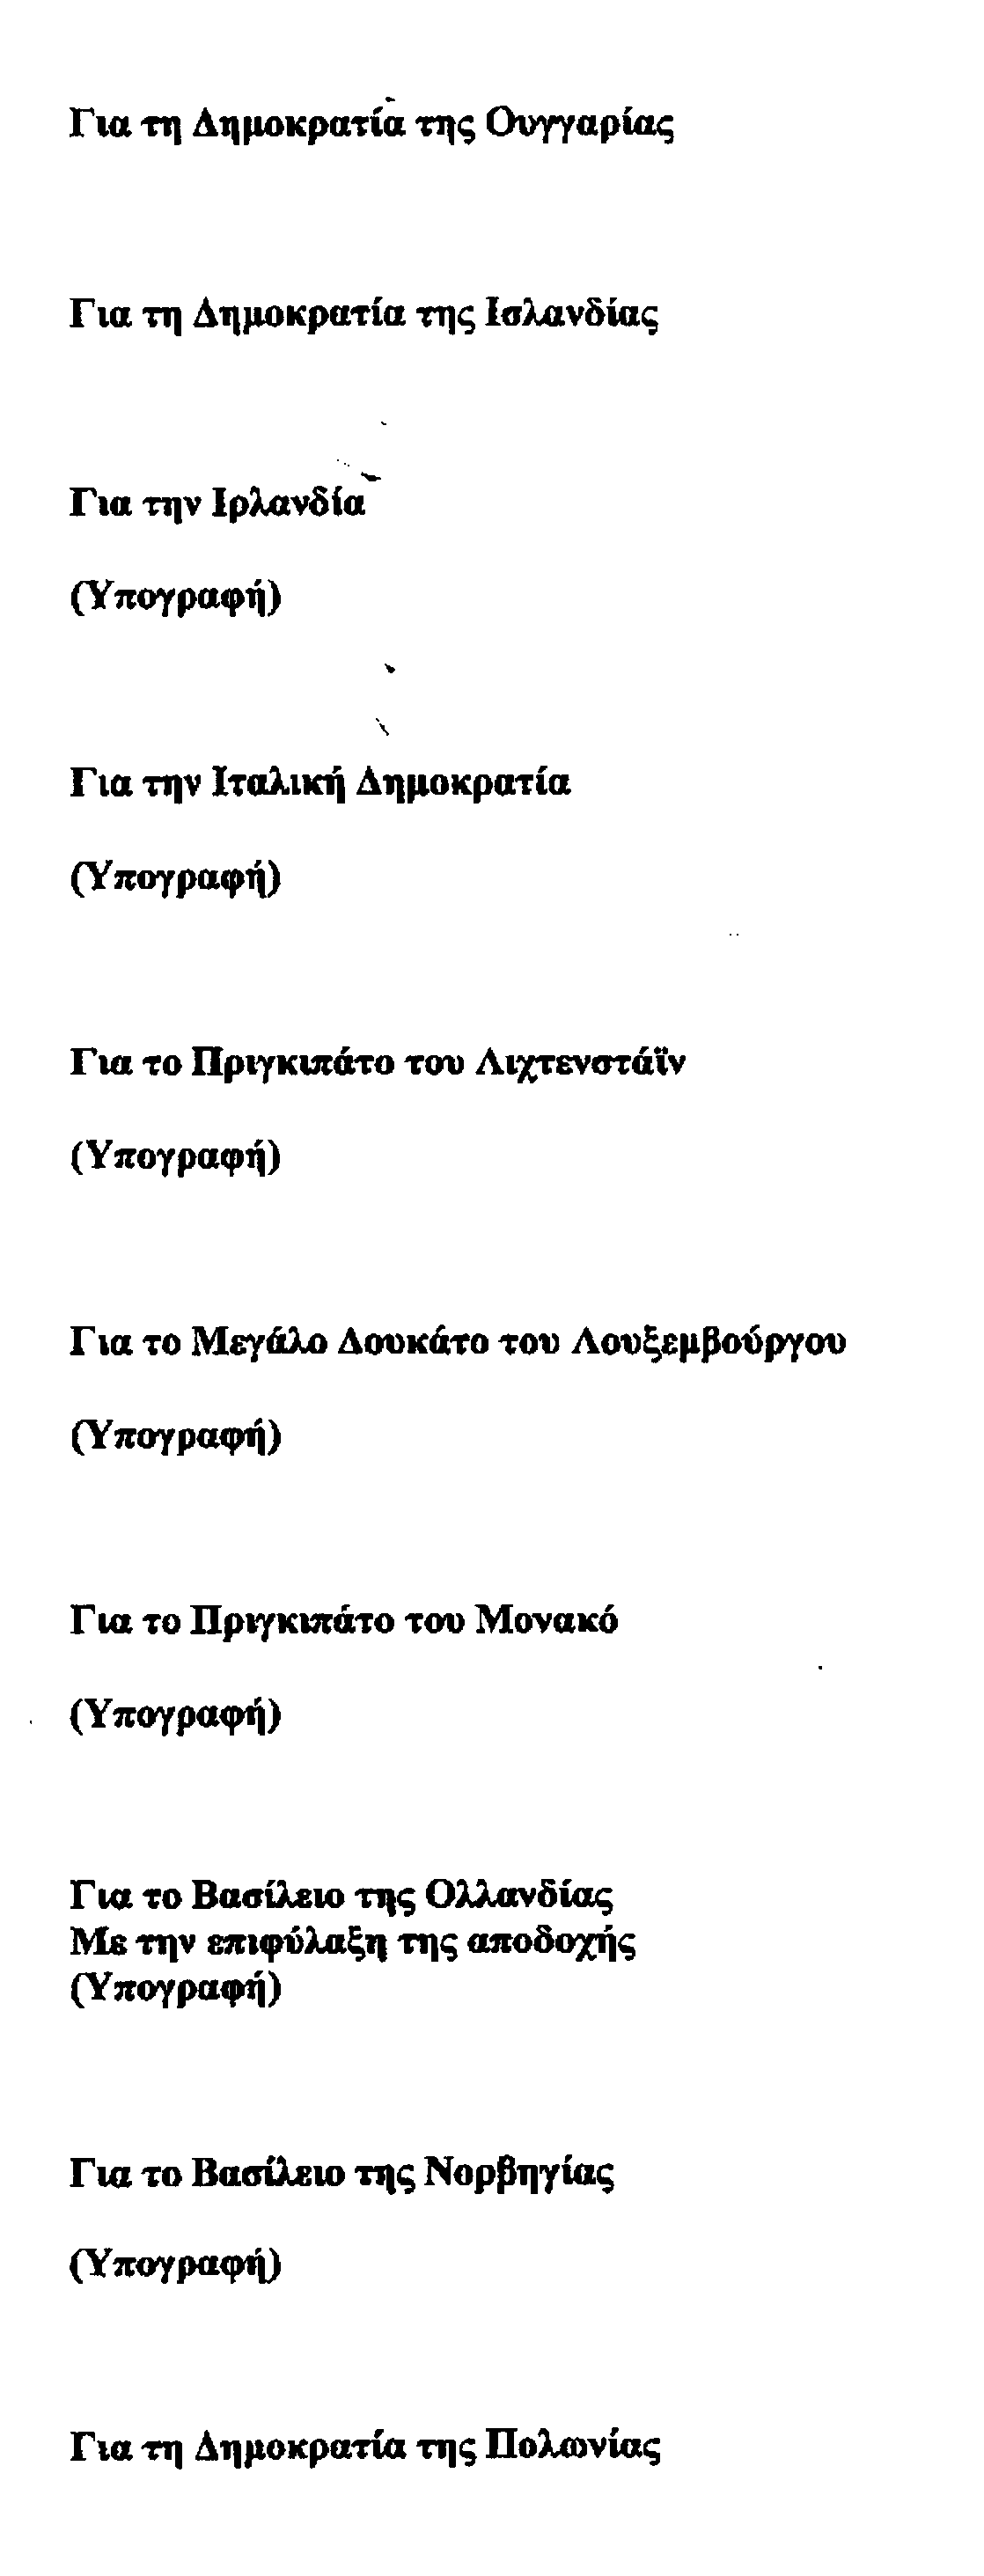 Για τη Δημοκρατία της Ουγγαρίας
Για τη Δημοκρατία της Ισλανδίας
Για την Ιρλανδία
(Υπογραφή)
Για την Ιταλική Δημοκρατία
(Υπογραφή)
Για το Πριγκιπάτο του Λιχτενστάϊν
(Υπογραφή)
Για το Μεγάλο Δουκάτο του Λουξεμβούργου
(Υπογραφή)
Για το Πριγκιπάτο του Μονακό
(Υπογραφή)
Για το Βασίλειο της Ολλανδίας
Με την επιφύλαξη της αποδοχής
(Υπογραφή)
Για το Βασίλειο της Νορβηγίας
(Υπογραφή)
Για τη Δημοκρατία της Πολωνίας